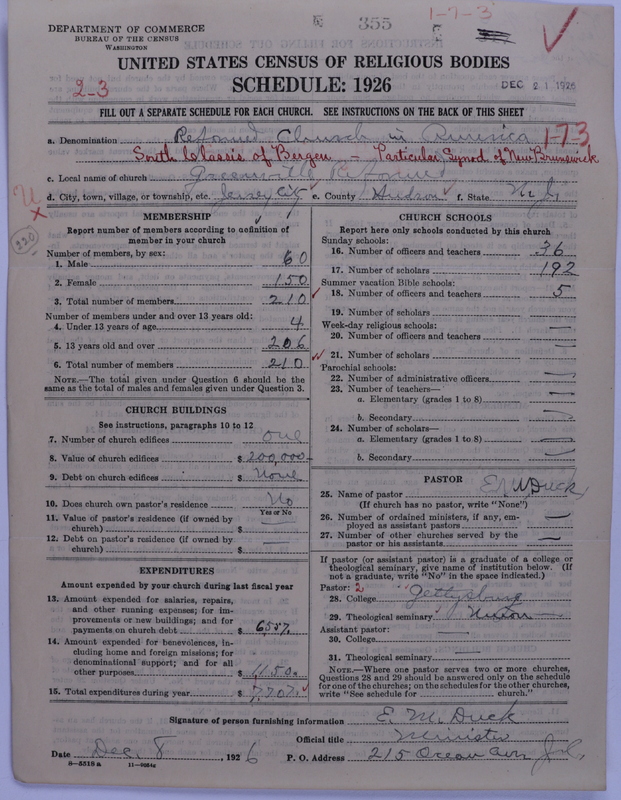 DEPARTMENT OF COMMERCE
BUREAU OF THE CENSUS
WASHINGTON
355
1-7-3
UNITED STATES CENSUS OF RELIGIOUS BODIES
SCHEDULE: 1926
2-3
DEC 21 1926
FILL OUT A SEPARATE SCHEDULE FOR EACH CHURCH. SEE INSTRUCTIONS ON THE BACK OF THIS SHEET
a. Denomination Reformed Church in America 1-73
South Classis of Bergen — Particular Synod of New Brunswick
c. Local name of church Greenville Reformed
d. City, town, village, or township, etc. Jersey City e. County Hudson f. State N.J.
220
MEMBERSHIP
Report number of members according to definition of member in your church
Number of members, by sex:
1. Male 60
2. Female 150
3. Total number of members 210
Number of members under and over 13 years old:
4. Under 13 years of age 4
5. 13 years old and over 206
6. Total number of members 210
NOTE.—The total given under Question 6 should be the same as the total of males and females given under Question 3.
CHURCH BUILDINGS
See instructions, paragraphs 10 to 12
7. Number of church edifices one
8. Value of church edifices $ 200,000
9. Debt on church edifices $ None
10. Does church own pastor's residence No
Yes or No
11. Value of pastor's residence (if owned by church) $ —
12. Debt on pastor's residence (if owned by church) $ —
EXPENDITURES
Amount expended by your church during last fiscal year
13. Amount expended for salaries, repairs, and other running expenses; for improvements or new buildings; and for payments on church debt $ 6557.
14. Amount expended for benevolences, including home and foreign missions; for denominational support; and for all other purposes $ 1150.
15. Total expenditures during year $ 7707.
CHURCH SCHOOLS
Report here only schools conducted by this church
Sunday schools:
16. Number of officers and teachers 36
17. Number of scholars 192
Summer vacation Bible schools:
18. Number of officers and teachers 5
19. Number of scholars —
Week-day religious schools:
20. Number of officers and teachers —
21. Number of scholars —
Parochial schools:
22. Number of administrative officers —
23. Number of teachers—
a. Elementary (grades 1 to 8) —
b. Secondary —
24. Number of scholars—
a. Elementary (grades 1 to 8) —
b. Secondary —
PASTOR
25. Name of pastor E. M. Duck
(If church has no pastor, write "None")
26. Number of ordained ministers, if any, employed as assistant pastors —
27. Number of other churches served by the pastor or his assistants —
If pastor (or assistant pastor) is a graduate of a college or theological seminary, give name of institution below. (If not a graduate, write "No" in the space indicated.)
Pastor: 2
28. College Gettysburg
29. Theological seminary Union
Assistant pastor:
30. College —
31. Theological seminary —
NOTE.—Where one pastor serves two or more churches, Questions 28 and 29 should be answered only on the schedule for one of the churches; on the schedules for the other churches, write "See schedule for ________ church."
Signature of person furnishing information E. M. Duck
Official title Minister
Date Dec. 8, 1926 P. O. Address 215 Ocean Ave. J.C.
8—5518a 11—9254c